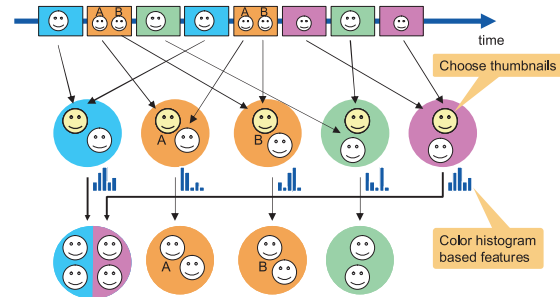 A B
A B
time
Choose thumbnails
A
B
Color histogram
based features
A
B